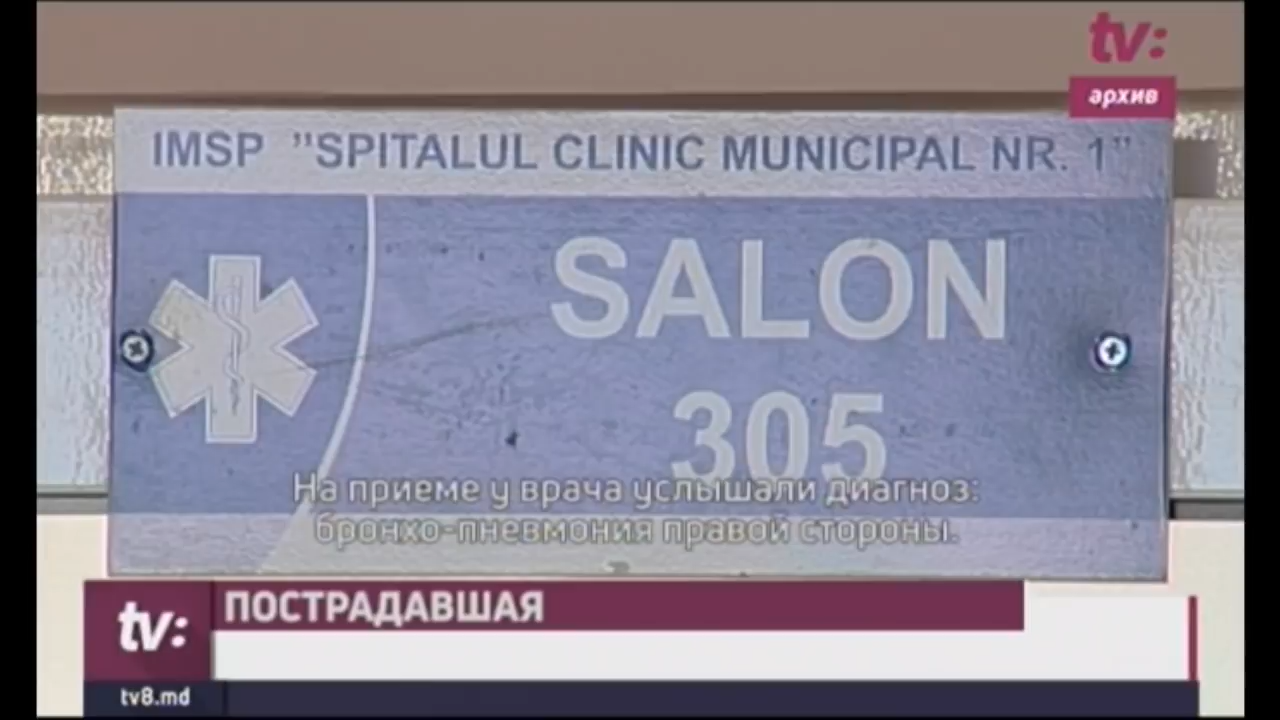 tv:
архив
IMSP "SPITALUL CLINIC MUNICIPAL NR. 1"
SALON
305
На приеме у врача услышали диагноз:
бронхо-пневмония правой стороны.
ПОСТРАДАВШАЯ
tv:
tv8.md